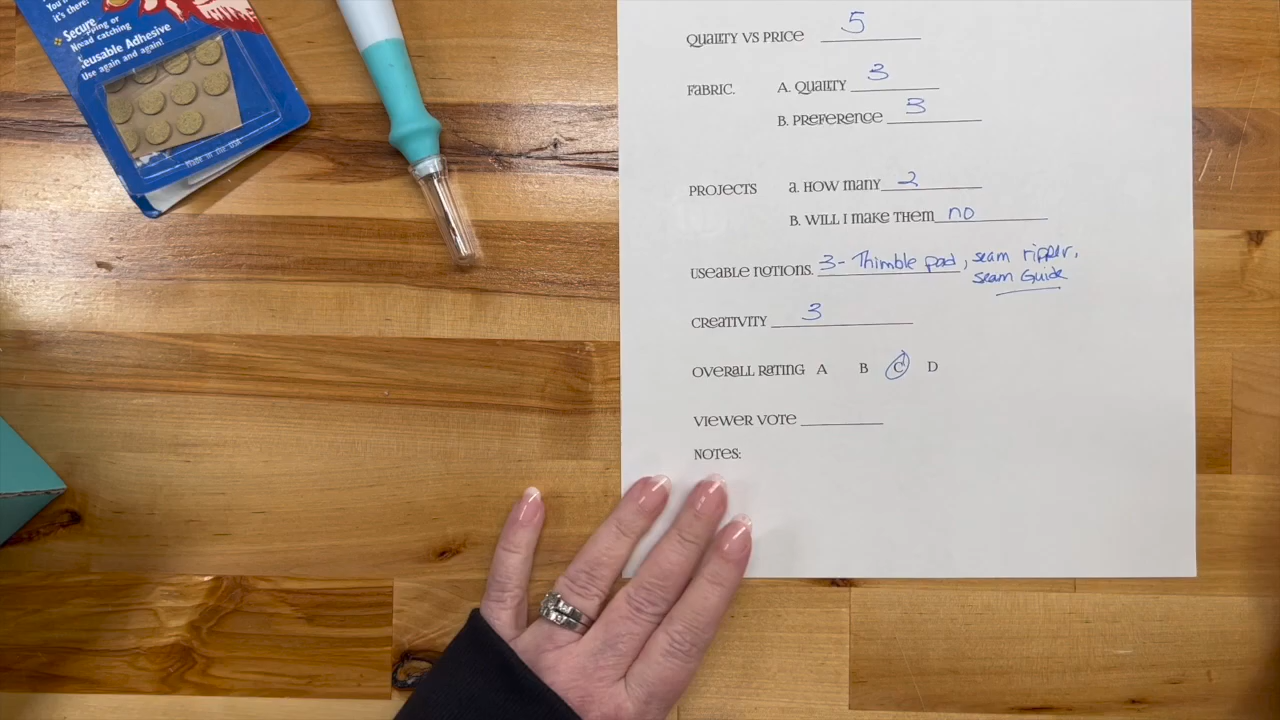 it's there!
Secure
Reusable Adhesive
Use again and again!
Made in the USA
QUALITY VS PRICE 5
FABRIC. A. QUALITY 3
B. PREFERENCE 3
PROJECTS a. HOW many 2
B. WILL I make THEM no
USEABLE NOTIONS. 3- Thimble pad, seam ripper,
seam Guide
CREATIVITY 3
OVERALL RATING A B C D
VIEWER VOTE
NOTES: